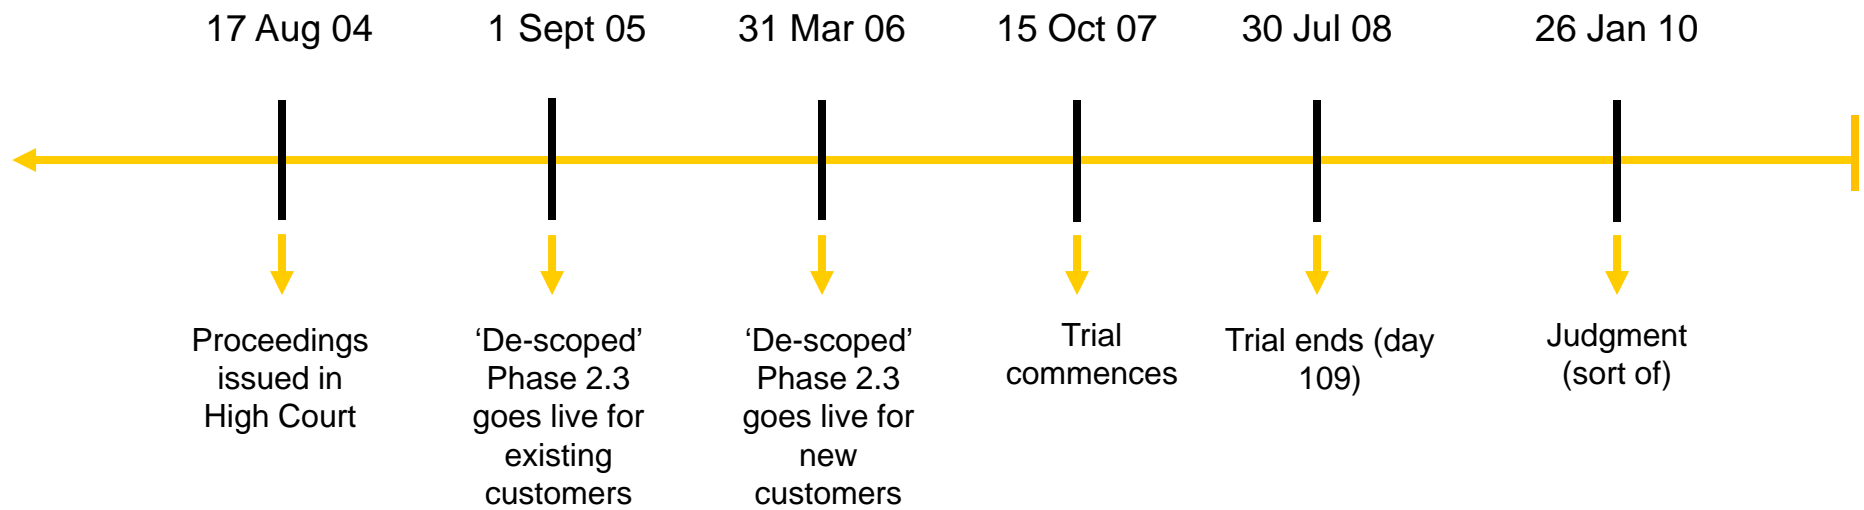 17 Aug 04
1 Sept 05
31 Mar 06
15 Oct 07
30 Jul 08
26 Jan 10
Proceedings
issued in
High Court
‘De-scoped’
Phase 2.3
goes live for
existing
customers
‘De-scoped’
Phase 2.3
goes live for
new
customers
Trial
commences
Trial ends (day
109)
Judgment
(sort of)